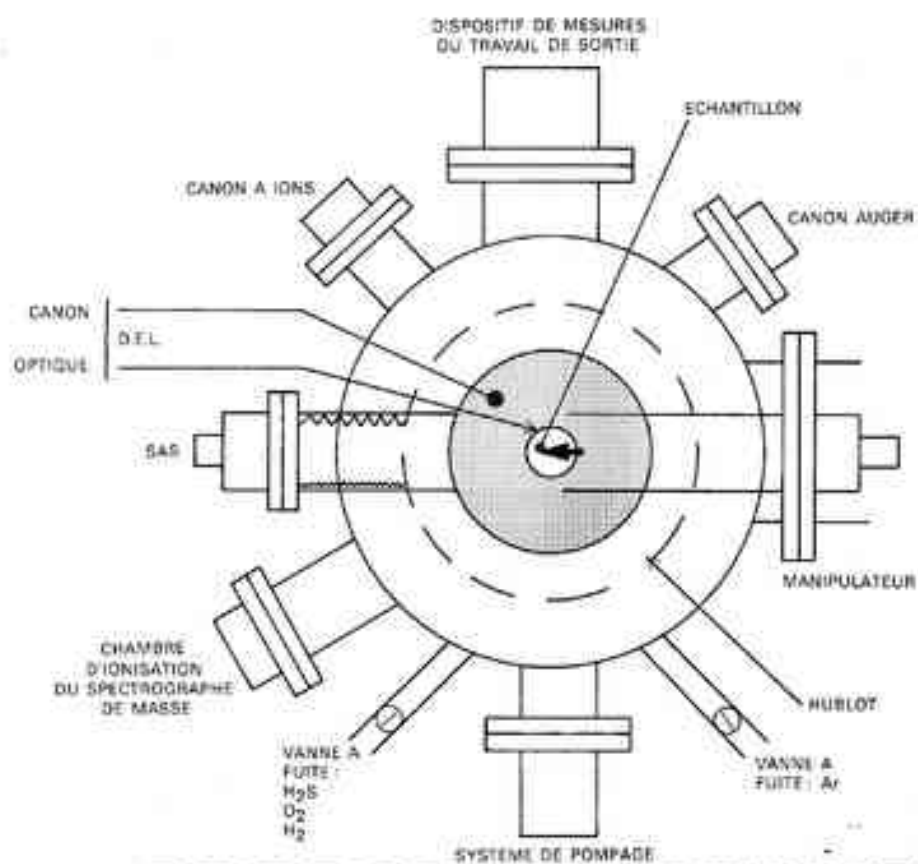 DISPOSITIF DE MESURES
DU TRAVAIL DE SORTIE
ECHANTILLON
CANON A IONS
CANON AUGER
CANON
D.E.L.
OPTIQUE
SAS
MANIPULATEUR
CHAMBRE
D'IONISATION
DU SPECTROGRAPHE
DE MASSE
HUBLOT
VANNE A
FUITE :
H2S
O2
H2
VANNE A
FUITE : Ar
SYSTEME DE POMPAGE